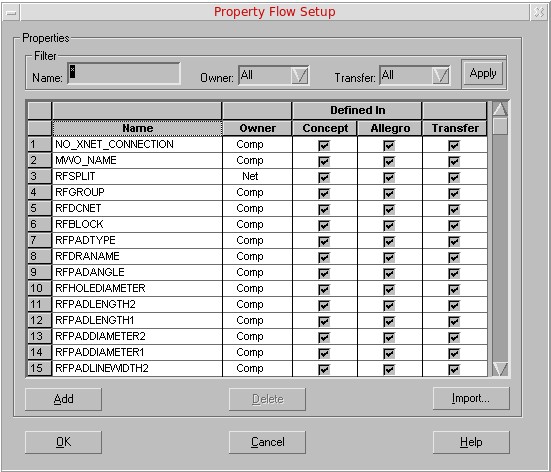 Property Flow Setup
Properties
Filter
Name: * Owner: All Transfer: All Apply
Defined In
Name Owner Concept Allegro Transfer
1 NO_XNET_CONNECTION Comp
2 MWO_NAME Comp
3 RFSPLIT Net
4 RFGROUP Comp
5 RFDCNET Comp
6 RFBLOCK Comp
7 RFPADTYPE Comp
8 RFDRANAME Comp
9 RFPADANGLE Comp
10 RFHOLEDIAMETER Comp
11 RFPADLENGTH2 Comp
12 RFPADLENGTH1 Comp
13 RFPADDIAMETER2 Comp
14 RFPADDIAMETER1 Comp
15 RFPADLINEWIDTH2 Comp
Add Delete Import...
OK Cancel Help